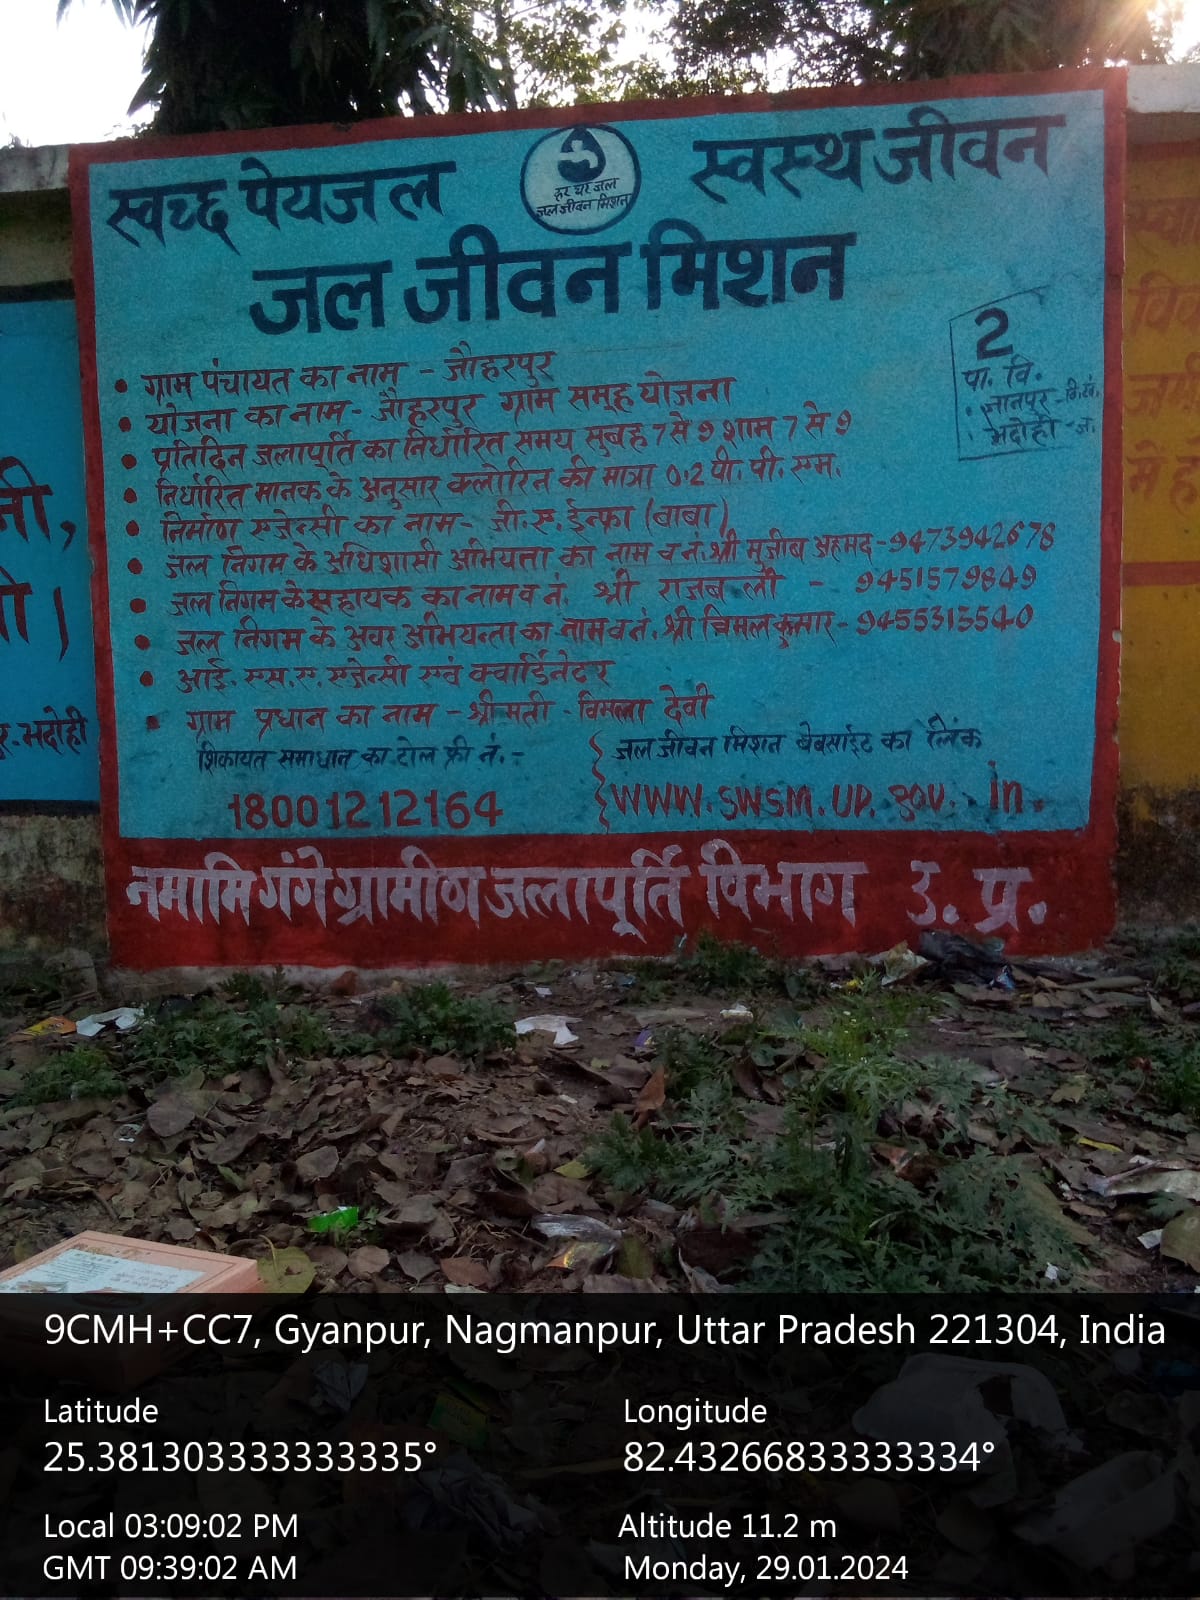 स्वच्छ पेयजल
हर घर जल
जल जीवन मिशन
स्वस्थ जीवन
जल जीवन मिशन
2
पा. वि.
ज्ञानपुर - वि.खं.
भदोही - ज.
• ग्राम पंचायत का नाम - जौहरपुर
• योजना का नाम - जौहरपुर ग्राम समूह योजना
• प्रतिदिन जलापूर्ति का निर्धारित समय सुबह 7 से 9 शाम 7 से 9
• निर्धारित मानक के अनुसार क्लोरिन की मात्रा 0.2 पी. पी. एम.
• निर्माण एजेन्सी का नाम - जी. ए. ईन्फ्रा (बाबा)
• जल निगम के अधिशासी अभियता का नाम व नं. श्री मुजीब अहमद - 9473942678
• जल निगम के सहायक का नाम व नं. श्री राजबली - 9451579849
• जल निगम के अवर अभियन्ता का नाम व नं. श्री विमल कुमार - 9455315540
• आई. एस. ए. एजेन्सी एवं क्वार्डिनेटर
• ग्राम प्रधान का नाम - श्रीमती - विमला देवी
शिकायत समाधान का टोल फ्री नं. -
18001212164
जल जीवन मिशन बेबसाईट का लिंक
www.swsm.up.gov.in.
नमामि गंगे ग्रामीण जलापूर्ति विभाग उ. प्र.
र-भदोही
9CMH+CC7, Gyanpur, Nagmanpur, Uttar Pradesh 221304, India
Latitude
25.381303333333335°
Longitude
82.43266833333334°
Local 03:09:02 PM
GMT 09:39:02 AM
Altitude 11.2 m
Monday, 29.01.2024